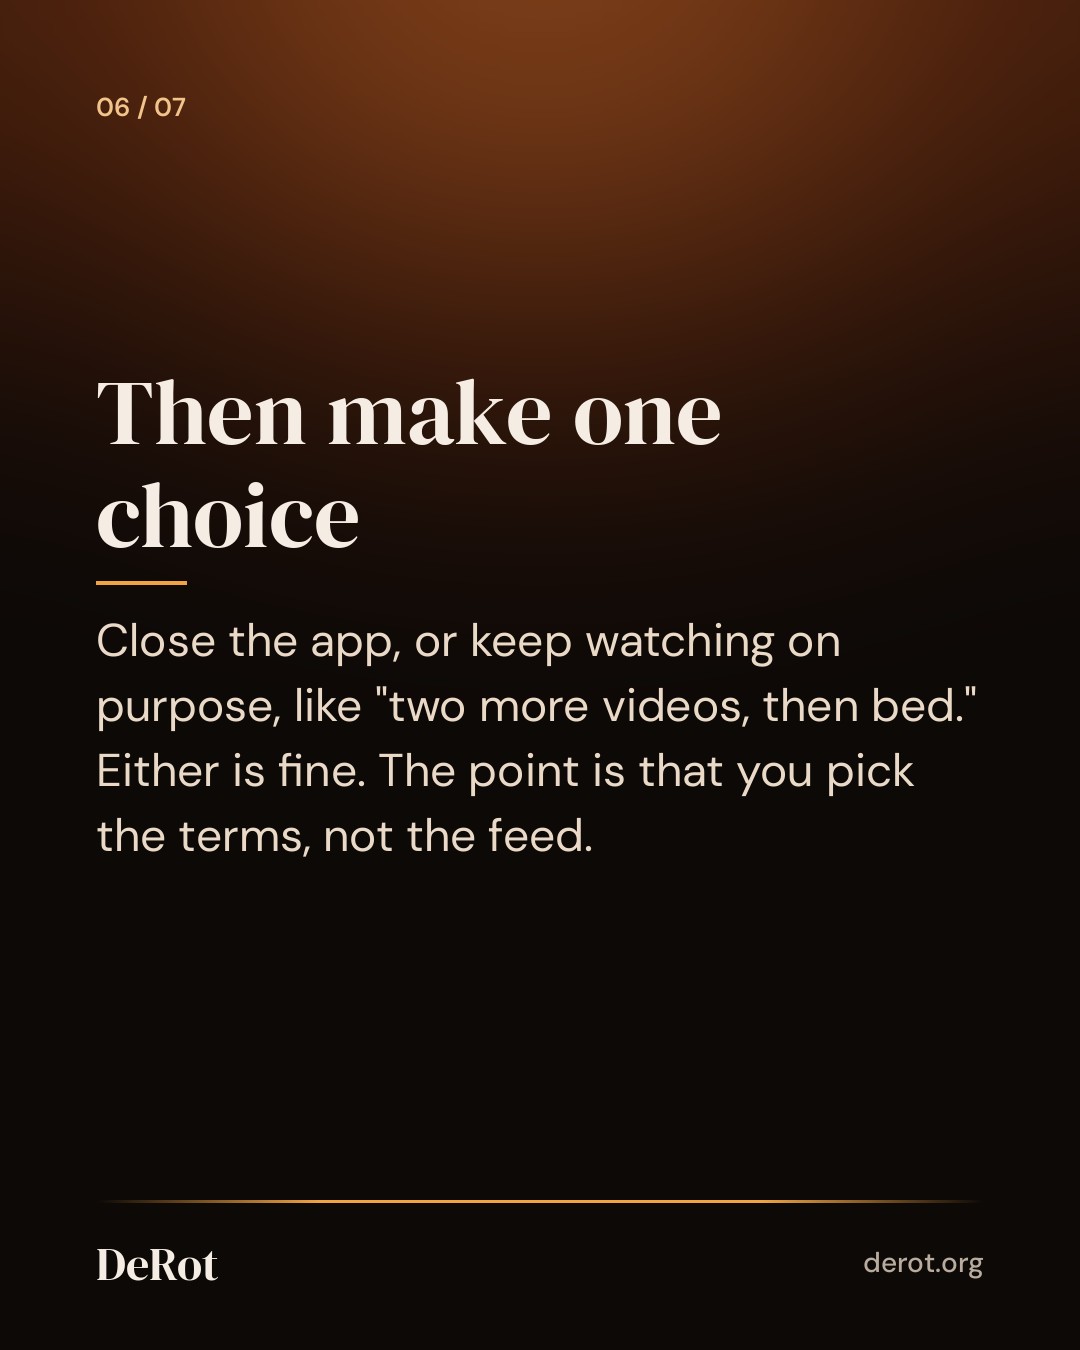 06 / 07
Then make one
choice
Close the app, or keep watching on
purpose, like "two more videos, then bed."
Either is fine. The point is that you pick
the terms, not the feed.
DeRot
derot.org